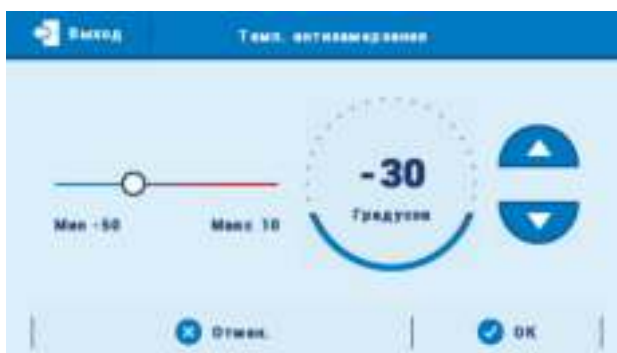 Выход
Темп. антизамерзания
-30
Градусов
Мин -50
Макс 10
Отмен.
OK